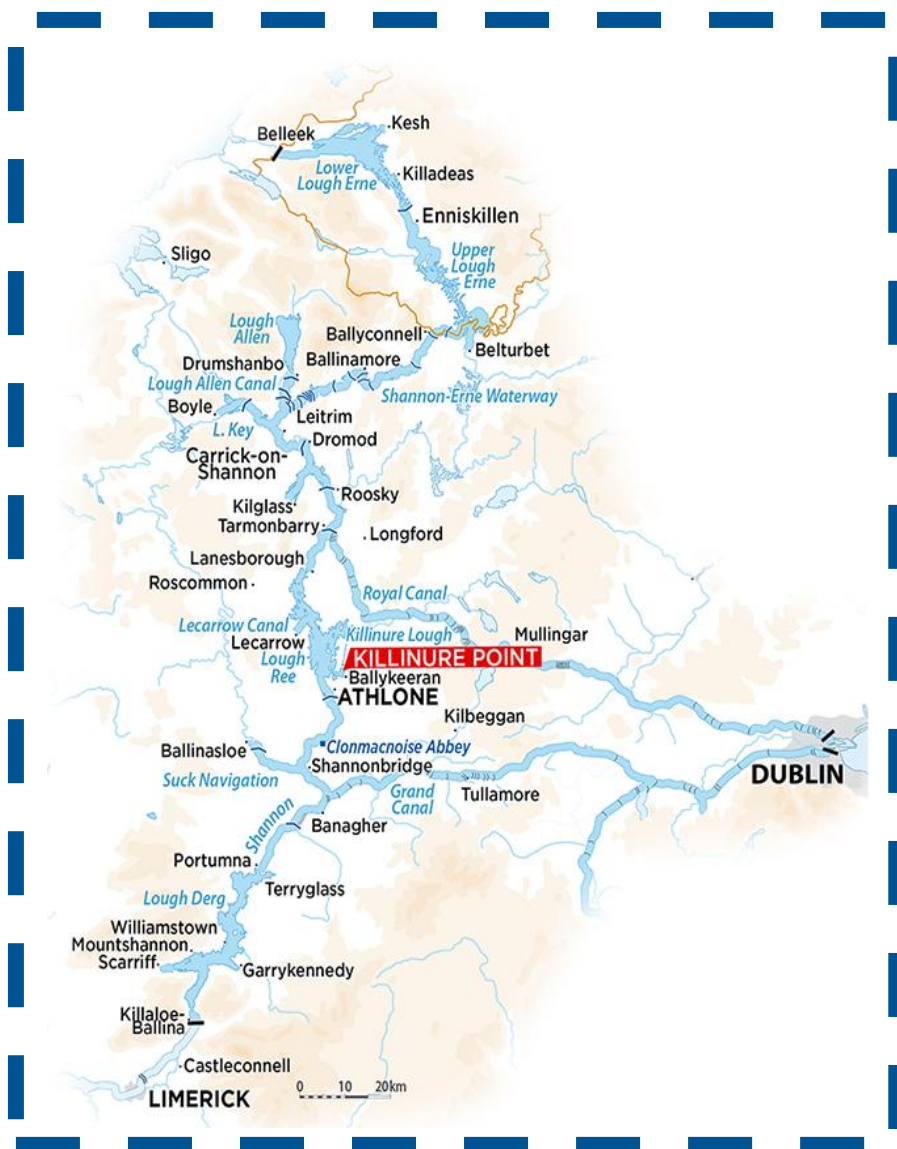 Kesh
Belleek
Lower
Lough Erne
Killadeas
Enniskillen
Upper
Lough
Erne
Sligo
Lough
Allen
Ballyconnell
Belturbet
Drumshanbo
Ballinamore
Lough Allen Canal
Shannon-Erne Waterway
Boyle
L. Key
Leitrim
Dromod
Carrick-on-
Shannon
Roosky
Kilglass
Tarmonbarry
Longford
Lanesborough
Roscommon
Royal Canal
Lecarrow Canal
Killinure Lough
Mullingar
Lecarrow
Lough
Ree
KILLINURE POINT
Ballykeeran
ATHLONE
Kilbeggan
Ballinasloe
Clonmacnoise Abbey
Shannonbridge
DUBLIN
Suck Navigation
Grand
Canal
Tullamore
Shannon
Banagher
Portumna
Terryglass
Lough Derg
Williamstown
Mountshannon
Scarriff
Garrykennedy
Killaloe-
Ballina
Castleconnell
LIMERICK
0 10 20km